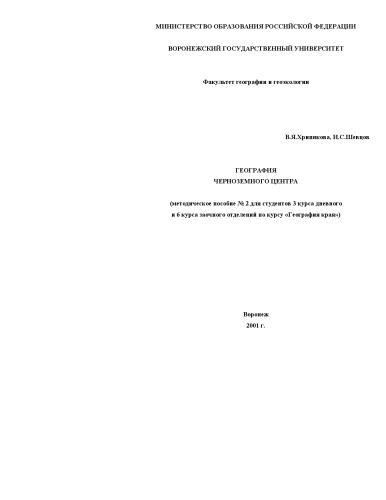 МИНИСТЕРСТВО ОБРАЗОВАНИЯ РОССИЙСКОЙ ФЕДЕРАЦИИ
ВОРОНЕЖСКИЙ ГОСУДАРСТВЕННЫЙ УНИВЕРСИТЕТ
Факультет географии и геоэкологии
В.Я.Хрипякова, И.С.Шевцов
ГЕОГРАФИЯ
ЧЕРНОЗЕМНОГО ЦЕНТРА
(методическое пособие № 2 для студентов 3 курса дневного
и 6 курса заочного отделений по курсу «География края»)
Воронеж
2001 г.